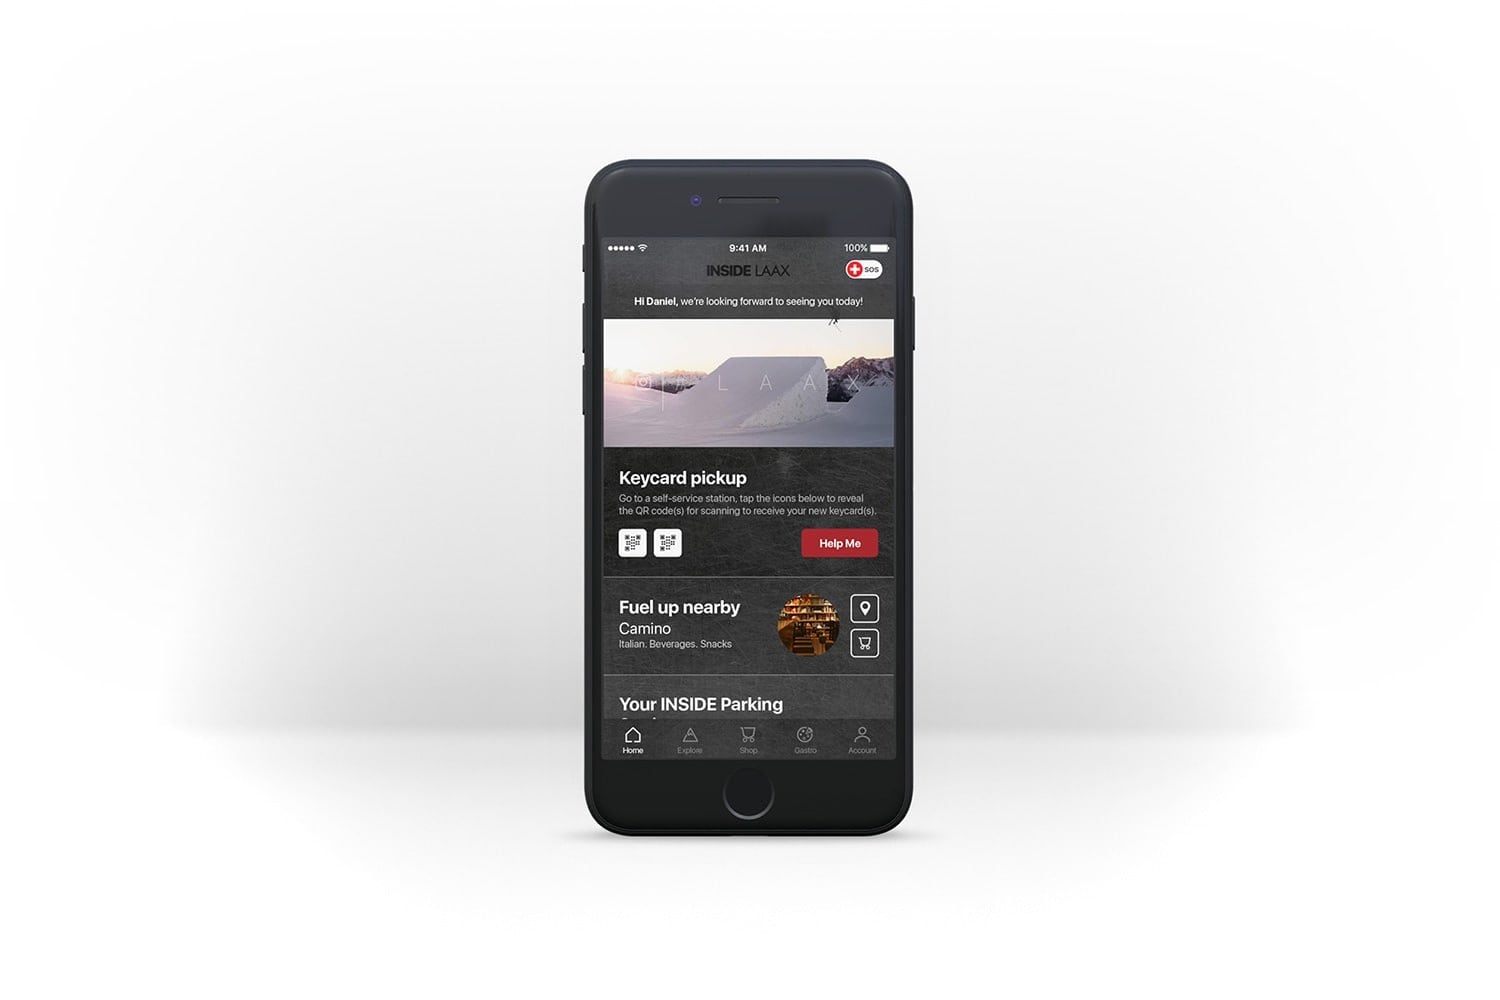 9:41 AM
100%
INSIDE LAAX
SOS
Hi Daniel, we're looking forward to seeing you today!
# L A A X
Keycard pickup
Go to a self-service station, tap the icons below to reveal
the QR code(s) for scanning to receive your new keycard(s).
Help Me
Fuel up nearby
Camino
Italian. Beverages. Snacks
Your INSIDE Parking
Home
Explore
Shop
Gastro
Account